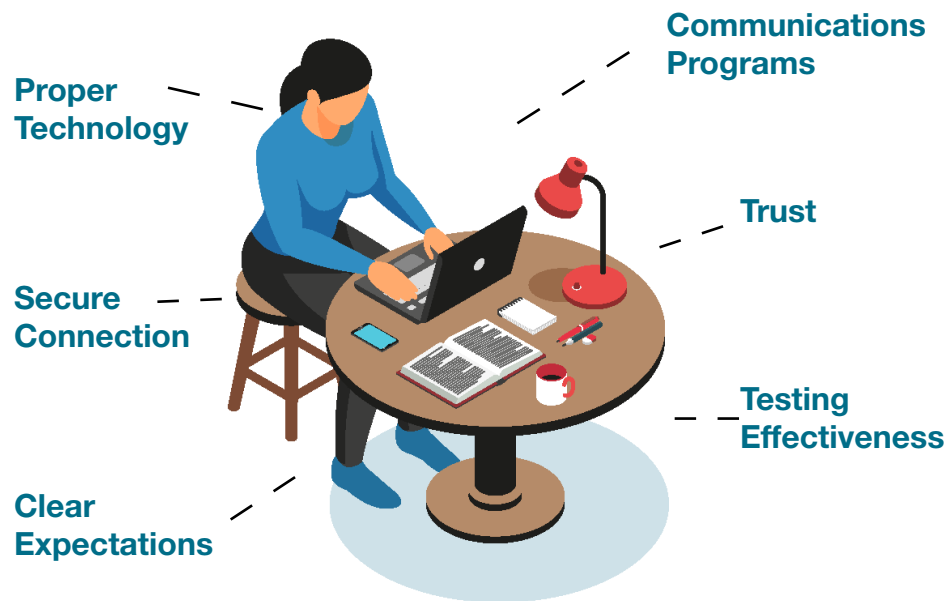 Communications
Programs
Proper
Technology
Trust
Secure
Connection
Testing
Effectiveness
Clear
Expectations